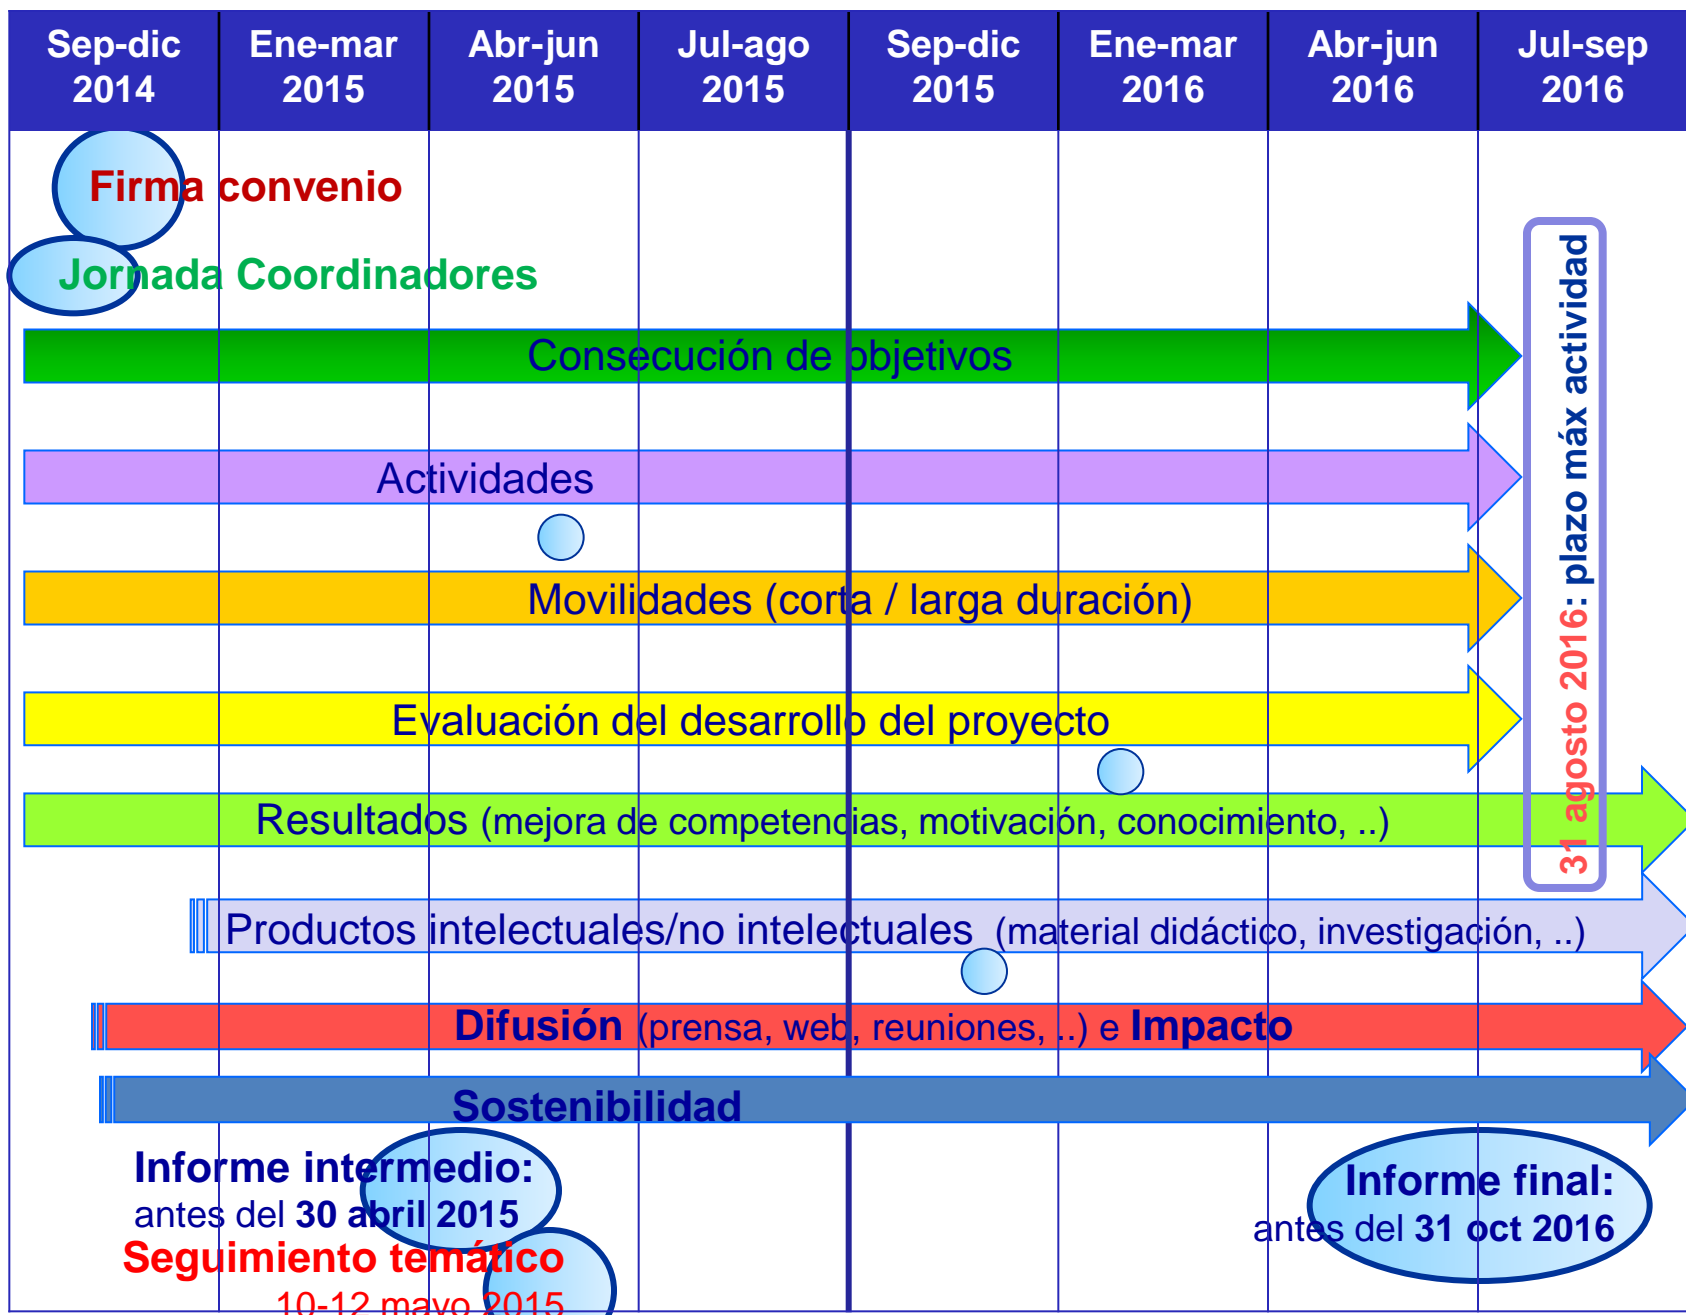 Sep-dic 2014
Ene-mar 2015
Abr-jun 2015
Jul-ago 2015
Sep-dic 2015
Ene-mar 2016
Abr-jun 2016
Jul-sep 2016
Firma convenio
Jornada Coordinadores
Consecución de objetivos
Actividades
Movilidades (corta / larga duración)
Evaluación del desarrollo del proyecto
Resultados (mejora de competencias, motivación, conocimiento, ..)
31 agosto 2016: plazo máx actividad
Productos intelectuales/no intelectuales (material didáctico, investigación, ..)
Difusión (prensa, web, reuniones, ..) e Impacto
Sostenibilidad
Informe intermedio:
antes del 30 abril 2015
Seguimiento temático
10-12 mayo 2015
Informe final:
antes del 31 oct 2016